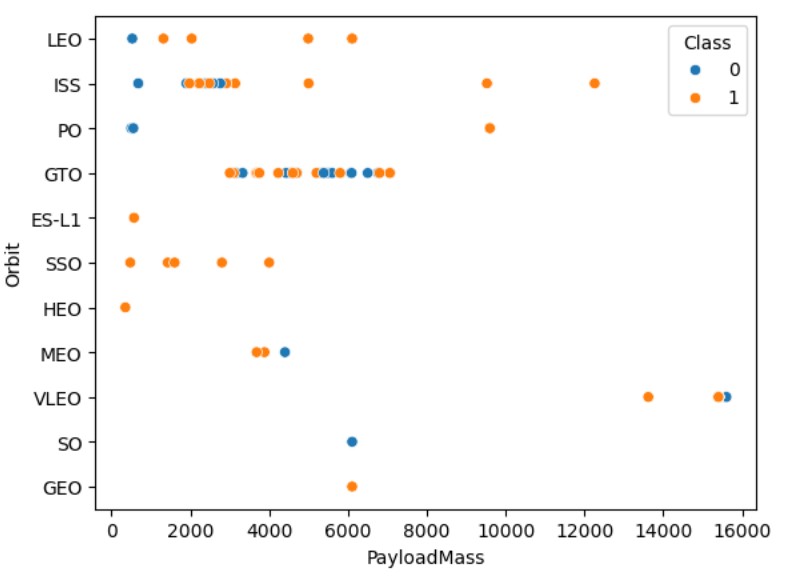 Class
0
1
LEO
ISS
PO
GTO
ES-L1
SSO
HEO
MEO
VLEO
SO
GEO
Orbit
0 2000 4000 6000 8000 10000 12000 14000 16000
PayloadMass